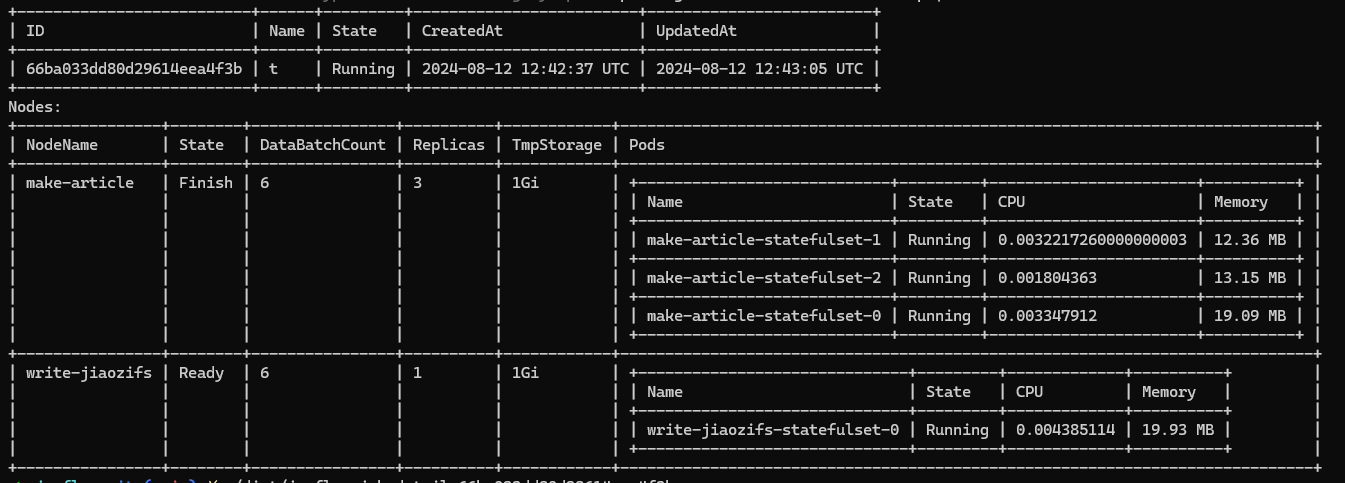 ID Name State CreatedAt UpdatedAt
66ba033dd80d29614eea4f3b t Running 2024-08-12 12:42:37 UTC 2024-08-12 12:43:05 UTC
Nodes:
NodeName State DataBatchCount Replicas TmpStorage Pods
make-article Finish 6 3 1Gi
Name State CPU Memory
make-article-statefulset-1 Running 0.0032217260000000003 12.36 MB
make-article-statefulset-2 Running 0.001804363 13.15 MB
make-article-statefulset-0 Running 0.003347912 19.09 MB
write-jiaozifs Ready 6 1 1Gi
Name State CPU Memory
write-jiaozifs-statefulset-0 Running 0.004385114 19.93 MB